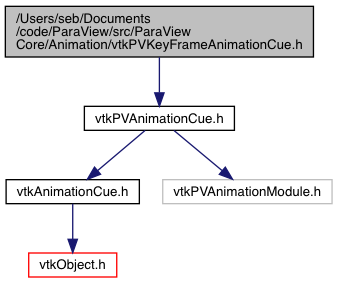 /Users/seb/Documents
/code/ParaView/src/ParaView
Core/Animation/vtkPVKeyFrameAnimationCue.h
vtkPVAnimationCue.h
vtkAnimationCue.h
vtkPVAnimationModule.h
vtkObject.h